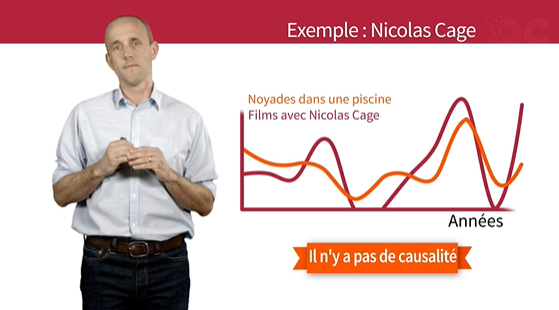 Exemple : Nicolas Cage
Noyades dans une piscine
Films avec Nicolas Cage
Années
Il n'y a pas de causalité